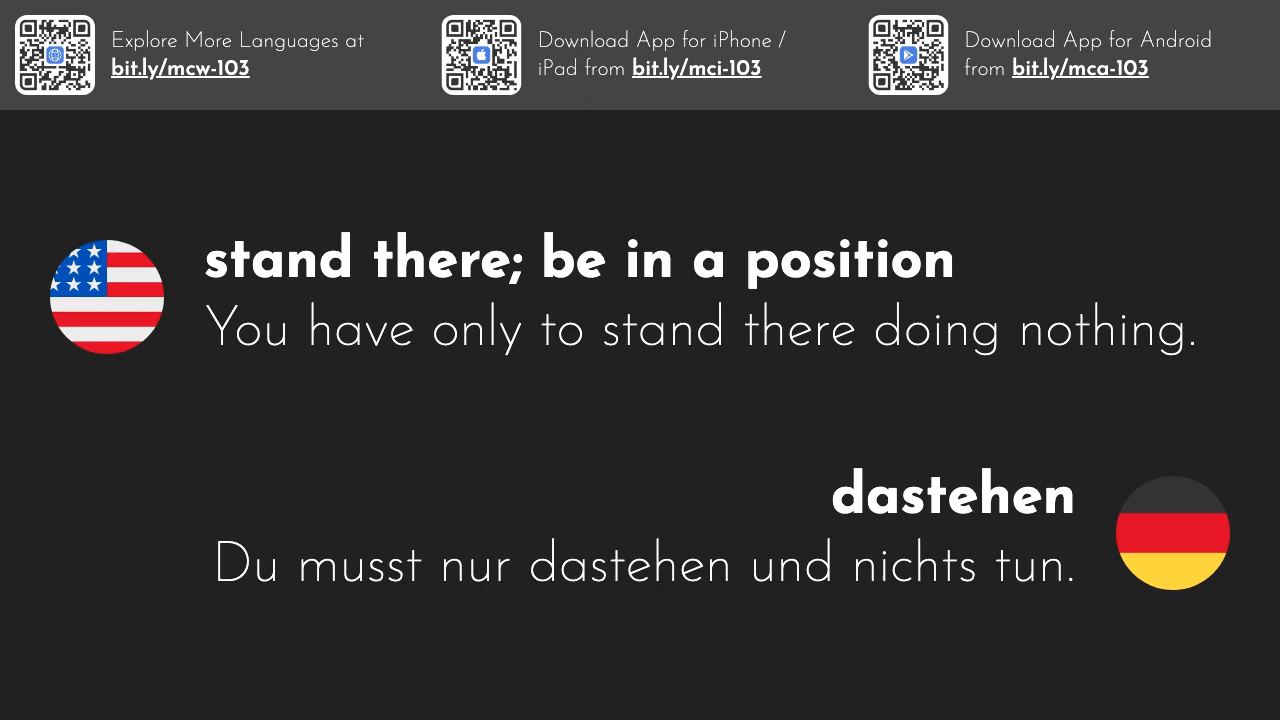 Explore More Languages at
bit.ly/mcw-103
Download App for iPhone /
iPad from bit.ly/mci-103
Download App for Android
from bit.ly/mca-103
stand there; be in a position
You have only to stand there doing nothing.
dastehen
Du musst nur dastehen und nichts tun.